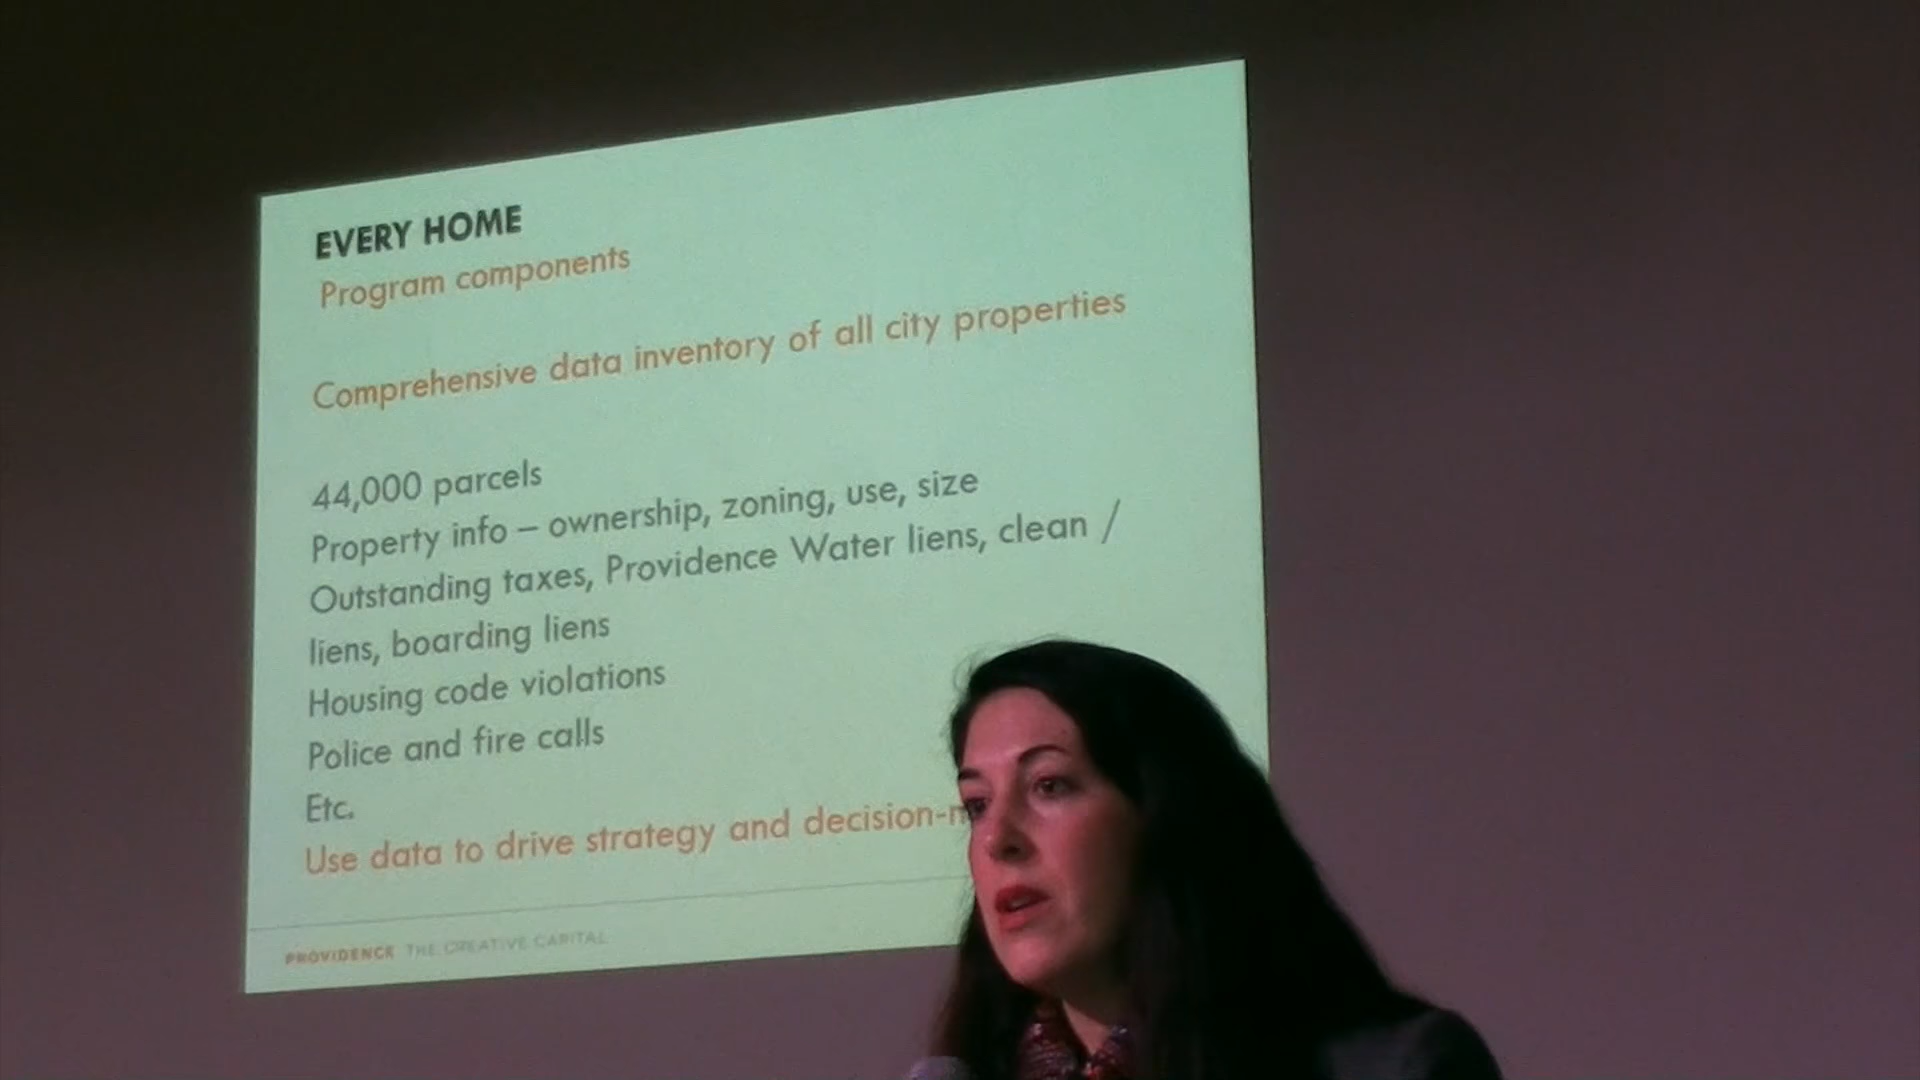 EVERY HOME
Program components
Comprehensive data inventory of all city properties
44,000 parcels
Property info – ownership, zoning, use, size
Outstanding taxes, Providence Water liens, clean /
liens, boarding liens
Housing code violations
Police and fire calls
Etc.
Use data to drive strategy and
PROVIDENCE THE CREATIVE CAPITAL